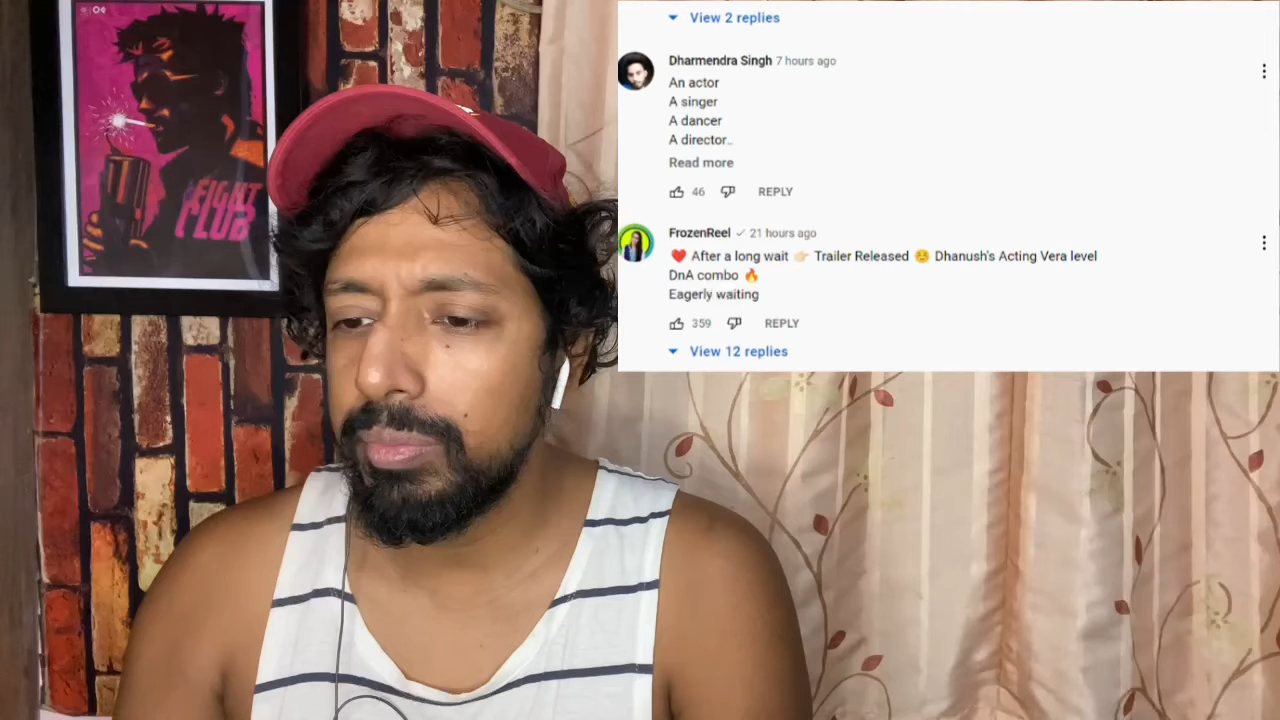 FIGHT
CLUB
View 2 replies
Dharmendra Singh 7 hours ago
An actor
A singer
A dancer
A director..
Read more
46 REPLY
FrozenReel 21 hours ago
❤️ After a long wait 👉🏻 Trailer Released ☺️ Dhanush's Acting Vera level
DnA combo 🔥
Eagerly waiting
359 REPLY
View 12 replies